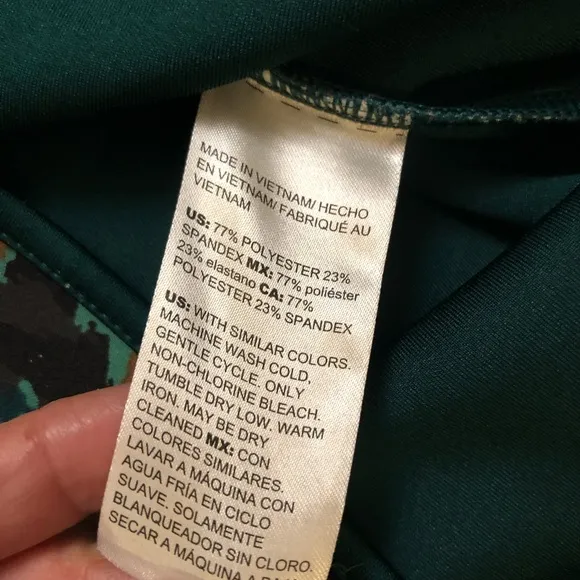 MADE IN VIETNAM/ HECHO
EN VIETNAM/ FABRIQUÉ AU
VIETNAM
US: 77% POLYESTER 23%
SPANDEX MX: 77% poliéster
23% elastano CA: 77%
POLYESTER 23% SPANDEX
US: WITH SIMILAR COLORS.
MACHINE WASH COLD,
GENTLE CYCLE. ONLY
NON-CHLORINE BLEACH.
TUMBLE DRY LOW. WARM
IRON. MAY BE DRY
CLEANED MX: CON
COLORES SIMILARES.
LAVAR A MÁQUINA CON
AGUA FRÍA EN CICLO
SUAVE. SOLAMENTE
BLANQUEADOR SIN CLORO.
SECAR A MÁQUINA A BAJA